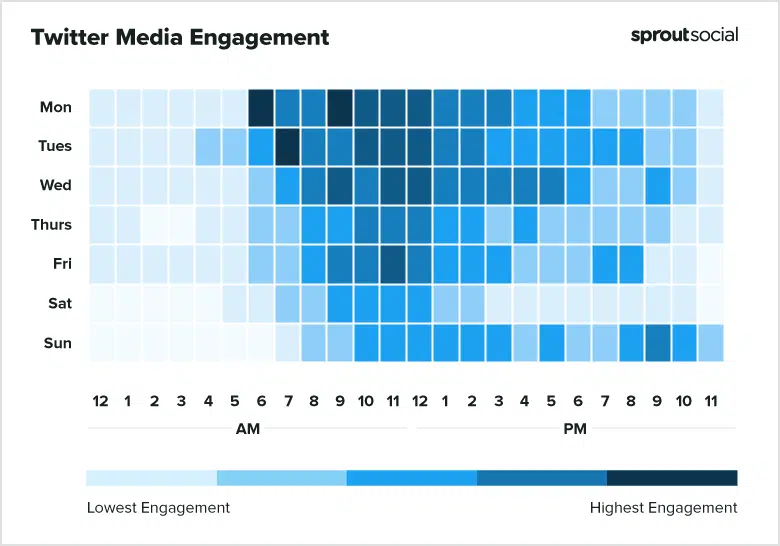 Twitter Media Engagement
sproutsocial
Mon
Tues
Wed
Thurs
Fri
Sat
Sun
12 1 2 3 4 5 6 7 8 9 10 11 12 1 2 3 4 5 6 7 8 9 10 11
AM PM
Lowest Engagement Highest Engagement